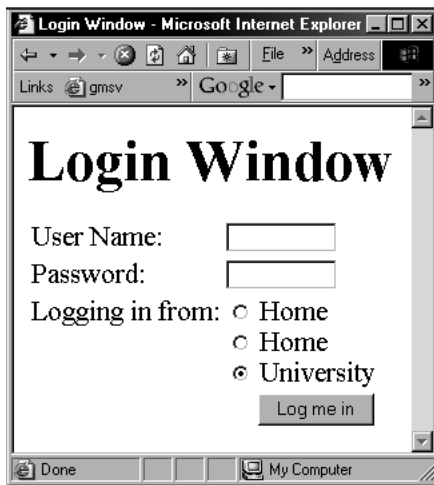 Login Window - Microsoft Internet Explorer
File » Address
Links gmsv » Google »
Login Window
User Name:
Password:
Logging in from: Home
Home
University
Log me in
Done My Computer